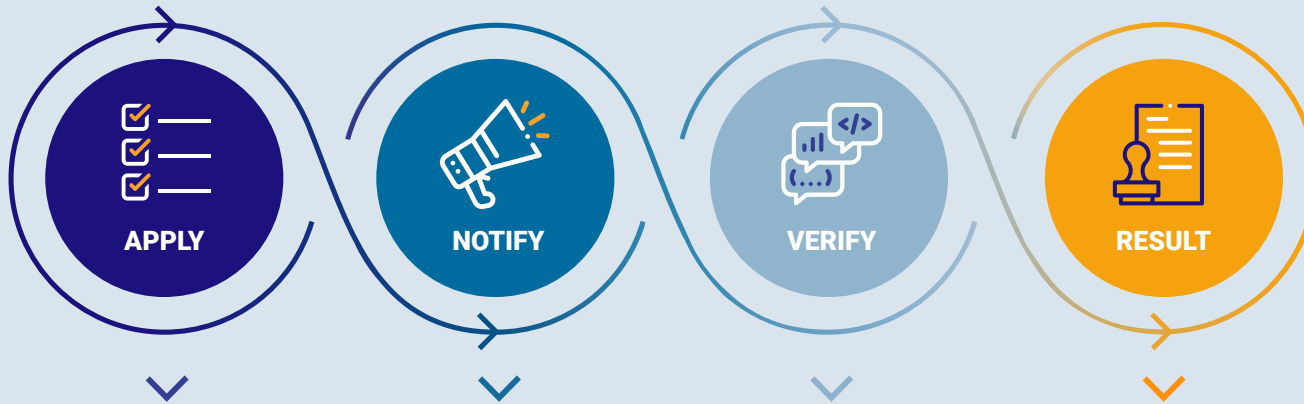 </>
(....)
APPLY
NOTIFY
VERIFY
RESULT